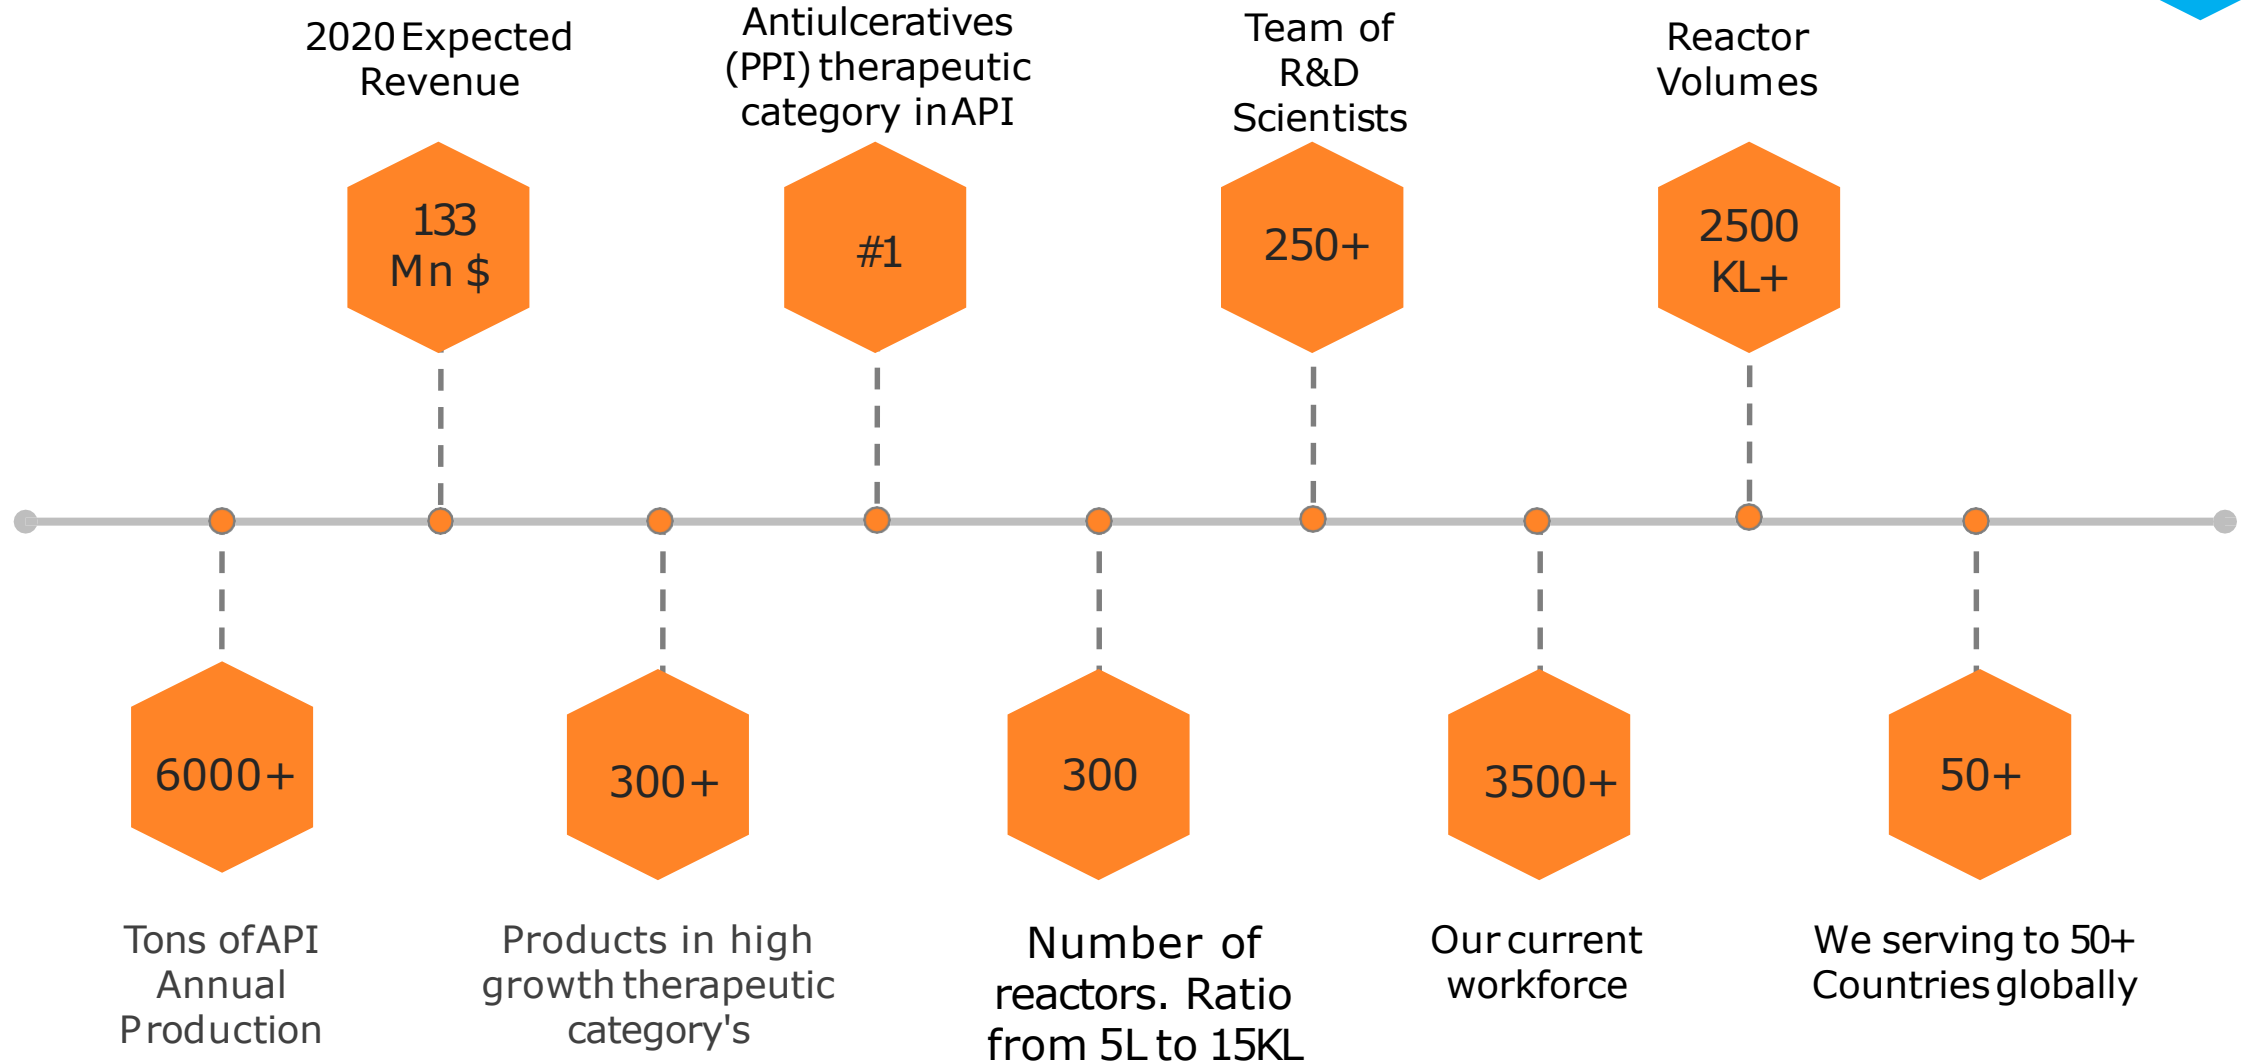 2020 Expected
Revenue
133
Mn $
Antiulceratives
(PPI) therapeutic
category in API
#1
Team of
R&D
Scientists
250+
Reactor
Volumes
2500
KL+
6000+
Tons of API
Annual
Production
300+
Products in high
growth therapeutic
category's
300
Number of
reactors. Ratio
from 5L to 15KL
3500+
Our current
workforce
50+
We serving to 50+
Countries globally